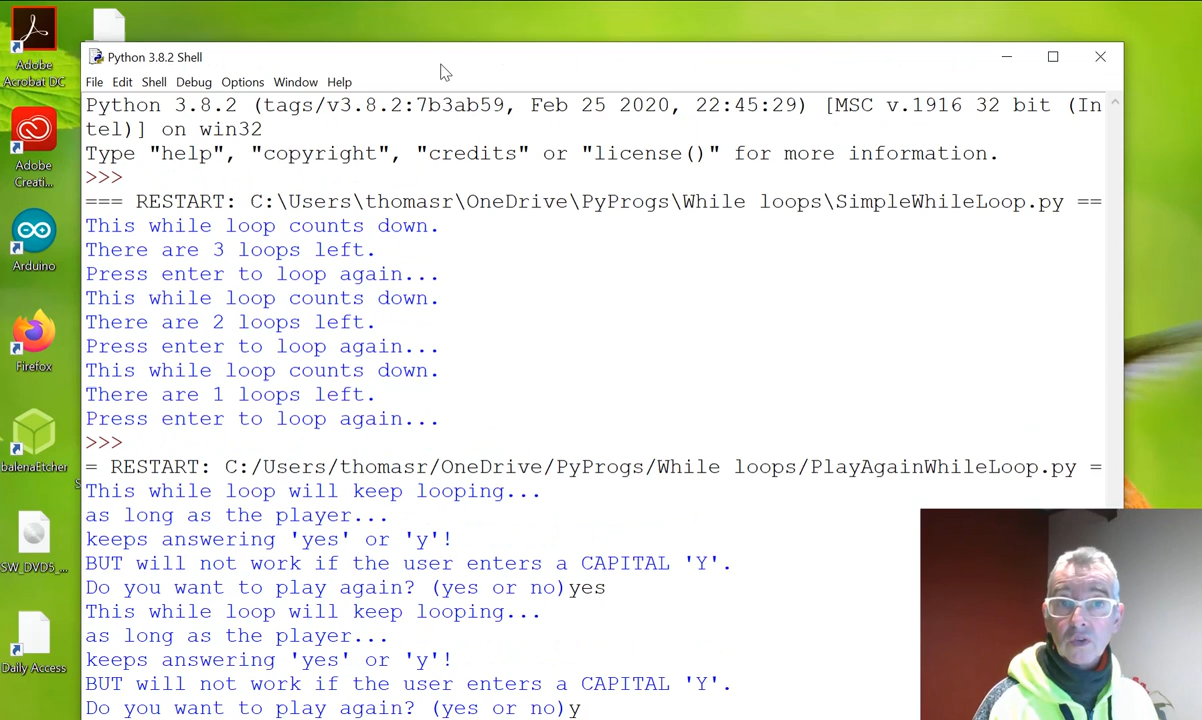 Python 3.8.2 Shell
File Edit Shell Debug Options Window Help
Python 3.8.2 (tags/v3.8.2:7b3ab59, Feb 25 2020, 22:45:29) [MSC v.1916 32 bit (In
tel)] on win32
Type "help", "copyright", "credits" or "license()" for more information.
>>>
=== RESTART: C:\Users\thomasr\OneDrive\PyProgs\While loops\SimpleWhileLoop.py ==
This while loop counts down.
There are 3 loops left.
Press enter to loop again...
This while loop counts down.
There are 2 loops left.
Press enter to loop again...
This while loop counts down.
There are 1 loops left.
Press enter to loop again...
>>>
= RESTART: C:/Users/thomasr/OneDrive/PyProgs/While loops/PlayAgainWhileLoop.py =
This while loop will keep looping...
as long as the player...
keeps answering 'yes' or 'y'!
BUT will not work if the user enters a CAPITAL 'Y'.
Do you want to play again? (yes or no)yes
This while loop will keep looping...
as long as the player...
keeps answering 'yes' or 'y'!
BUT will not work if the user enters a CAPITAL 'Y'.
Do you want to play again? (yes or no)y
Adobe
Acrobat DC
Adobe
Creati...
Arduino
Firefox
balenaEtcher
SW_DVD5_...
Daily Access